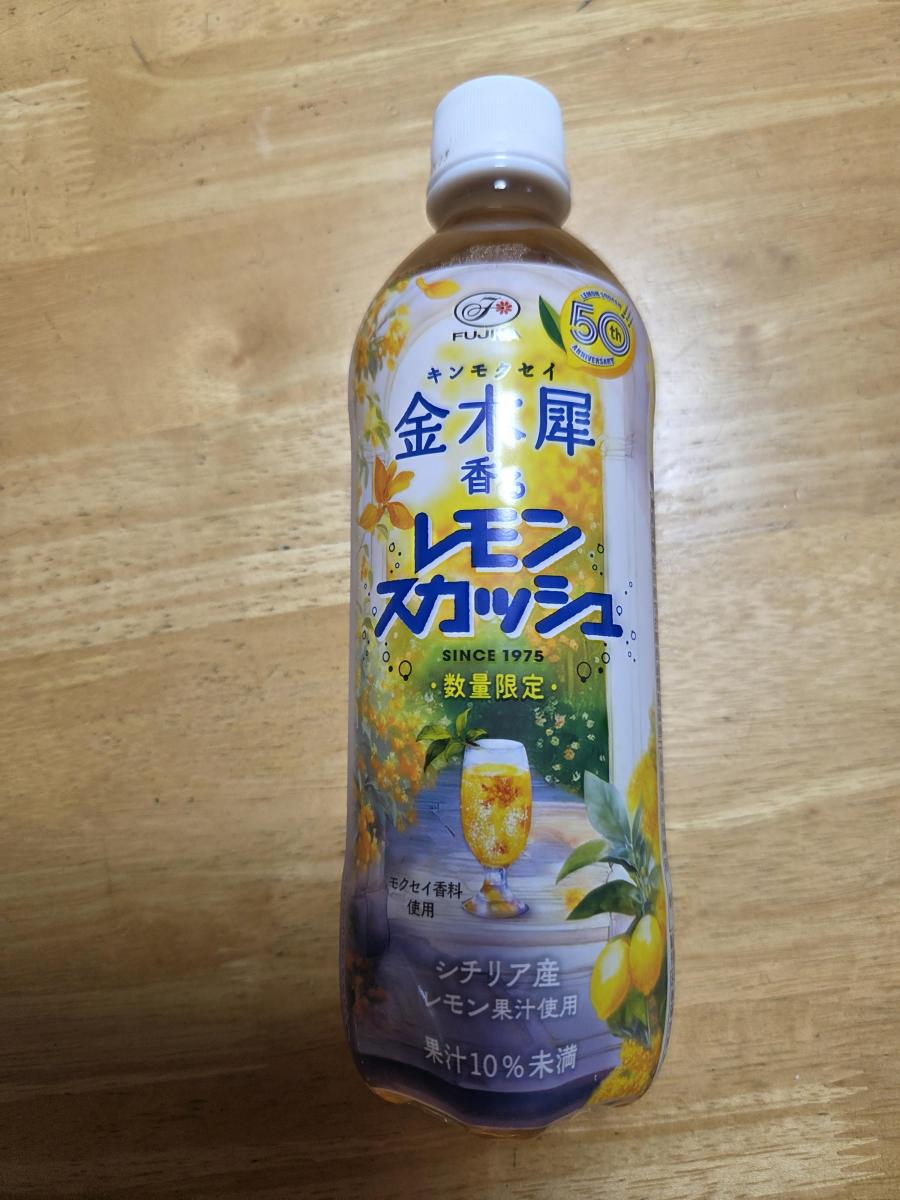 LEMON SQUASH
50th
ANNIVERSARY
FUJIYA
キンモクセイ
金木犀
香る
レモン
スカッシュ
SINCE 1975
・数量限定・
モクセイ香料
使用
シチリア産
レモン果汁使用
果汁10%未満